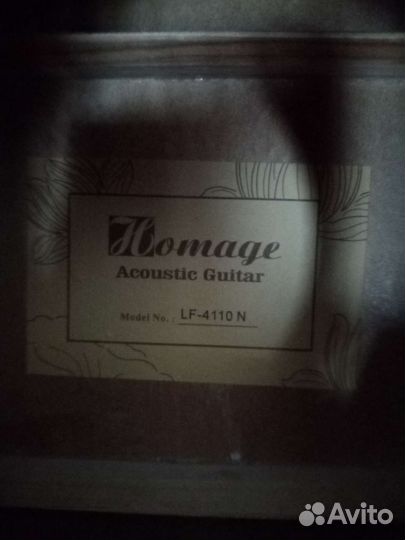 Homage
Acoustic Guitar
Model No. : LF-4110 N
Avito